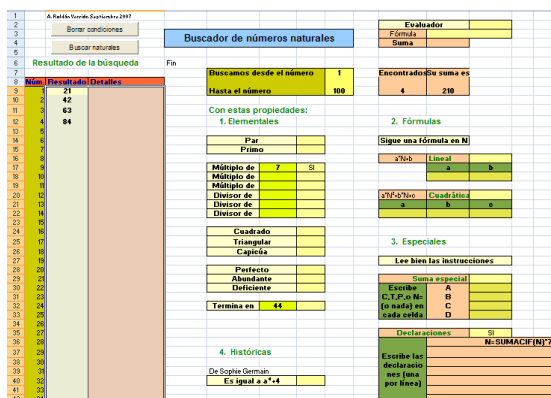 A. Roldán Varrida Septiembre 2007
Borrar condiciones
Buscar naturales
Buscador de números naturales
Evaluador
Fórmula
Suma
Resultado de la búsqueda
Fin
Buscamos desde el número 1
Hasta el número 100
Encontrados Su suma es
4 210
Núm. Resultado Detalles
1 21
2 42
3 63
4 84
5
6
7
8
9
10
11
12
13
14
15
16
17
18
19
20
21
22
23
24
25
26
27
28
29
30
31
32
33
Con estas propiedades:
1. Elementales
Par
Primo
Múltiplo de 7 SI
Múltiplo de
Múltiplo de
Divisor de
Divisor de
Divisor de
Cuadrado
Triangular
Capicúa
Perfecto
Abundante
Deficiente
Termina en 44
4. Históricas
De Sophie Germain
Es igual a a^+4
2. Fórmulas
Sigue una fórmula en N
a*N+b Lineal
a b
a*N²+b*N+c Cuadrática
a b c
3. Especiales
Lee bien las instrucciones
Suma especial
Escribe A
C,T,P,o N= B
(o nada) en C
cada celda D
Declaraciones SI
N=SUMACIF(N)*7
Escribe las
declaracio
nes (una
por línea)